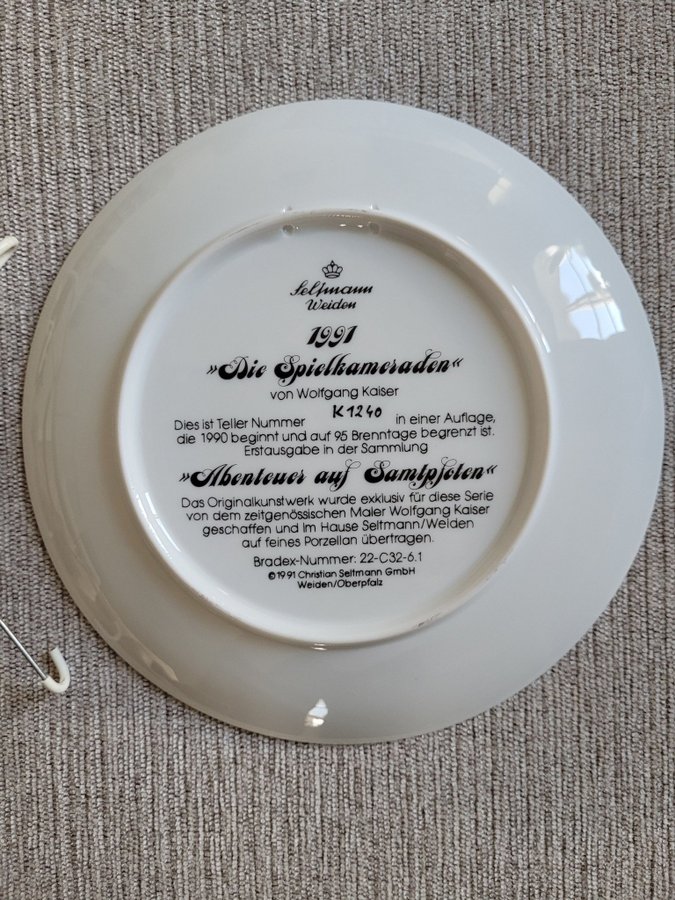 Seltmann
Weiden
1991
»Die Spielkameraden«
von Wolfgang Kaiser
Dies ist Teller Nummer K1240 in einer Auflage,
die 1990 beginnt und auf 95 Brenntage begrenzt ist.
Erstausgabe in der Sammlung
»Abenteuer auf Samtpfoten«
Das Originalkunstwerk wurde exklusiv für diese Serie
von dem zeitgenössischen Maler Wolfgang Kaiser
geschaffen und im Hause Seltmann/Weiden
auf feines Porzellan übertragen.
Bradex-Nummer: 22-C32-6.1
©1991 Christian Seltmann GmbH
Weiden/Oberpfalz